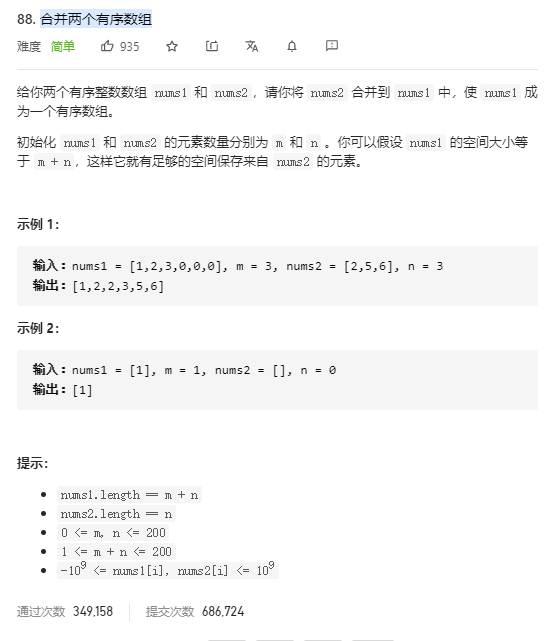 88. 合并两个有序数组
难度 简单 935
给你两个有序整数数组 nums1 和 nums2，请你将 nums2 合并到 nums1 中，使 nums1 成
为一个有序数组。
初始化 nums1 和 nums2 的元素数量分别为 m 和 n 。你可以假设 nums1 的空间大小等
于 m + n，这样它就有足够的空间保存来自 nums2 的元素。
示例 1：
输入：nums1 = [1,2,3,0,0,0], m = 3, nums2 = [2,5,6], n = 3
输出：[1,2,2,3,5,6]
示例 2：
输入：nums1 = [1], m = 1, nums2 = [], n = 0
输出：[1]
提示：
• nums1.length == m + n
• nums2.length == n
• 0 <= m, n <= 200
• 1 <= m + n <= 200
• -10⁹ <= nums1[i], nums2[i] <= 10⁹
通过次数 349,158 提交次数 686,724